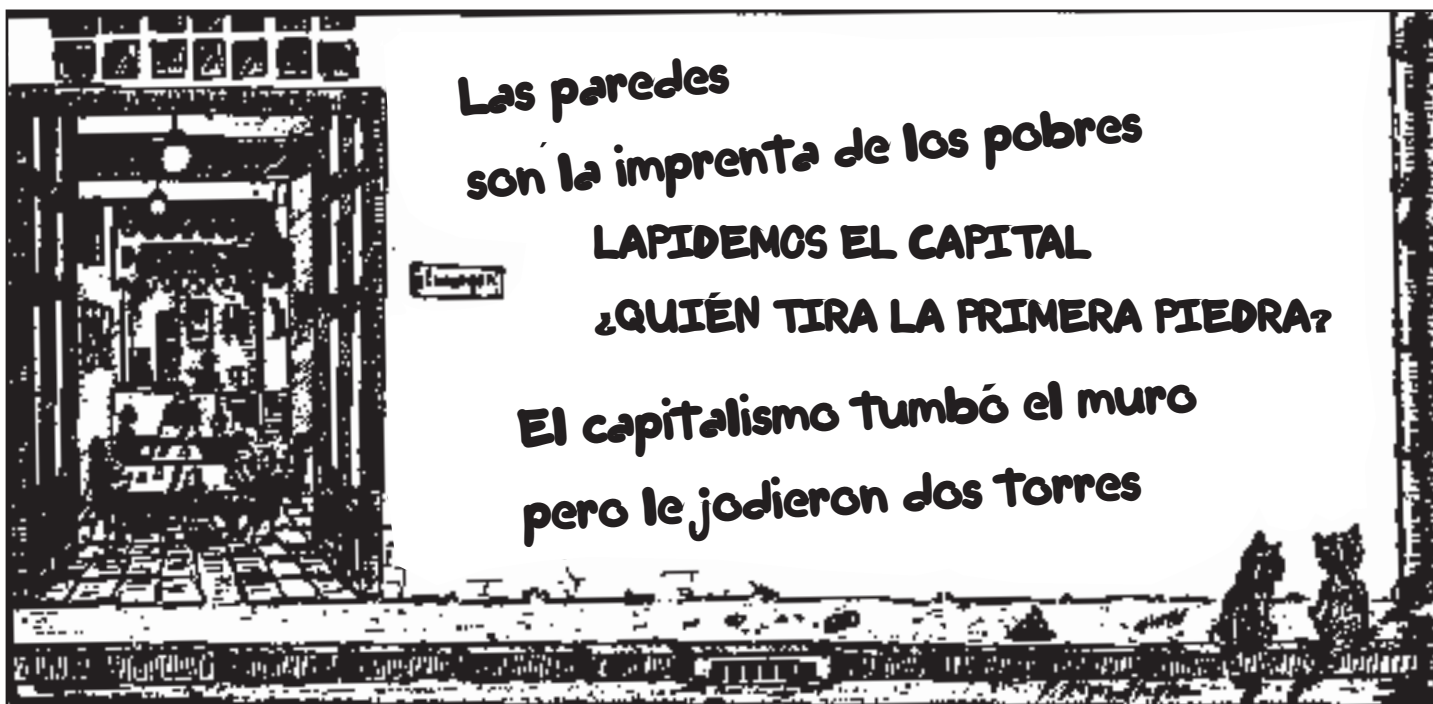 Las paredes
son la imprenta de los pobres
LAPIDEMOS EL CAPITAL
¿QUIÉN TIRA LA PRIMERA PIEDRA?
El capitalismo tumbó el muro
pero le jodieron dos torres